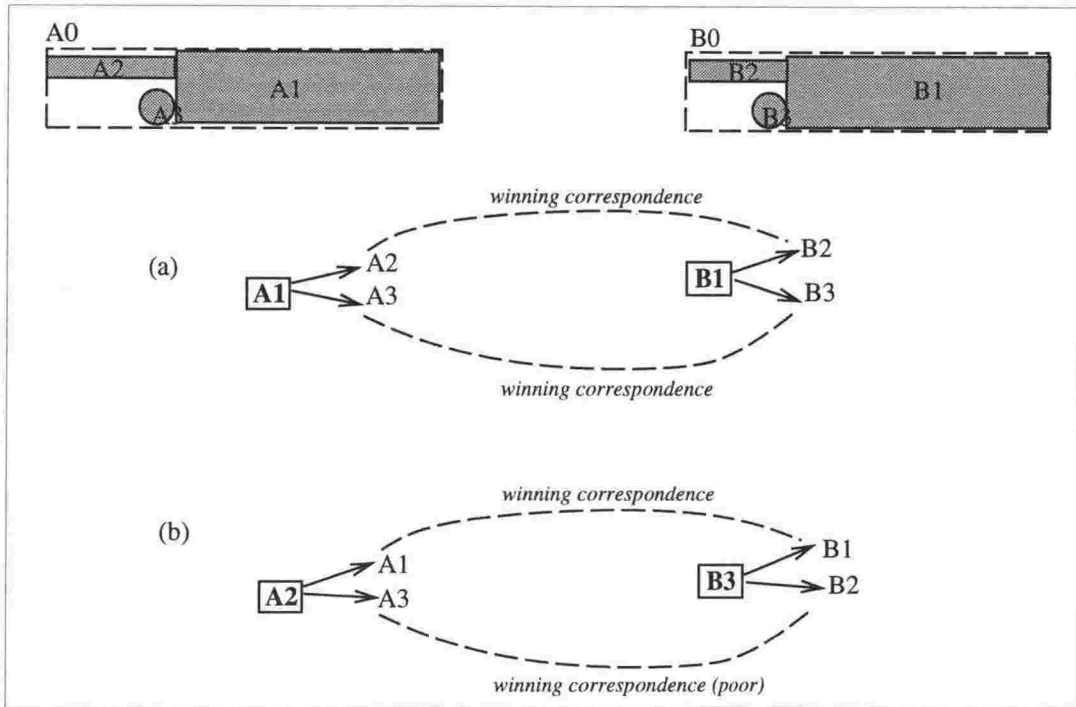 A0
A2
A1
A3
B0
B2
B1
B3
winning correspondence
(a)
A1
A2
A3
B1
B2
B3
winning correspondence
winning correspondence
(b)
A2
A1
A3
B3
B1
B2
winning correspondence (poor)